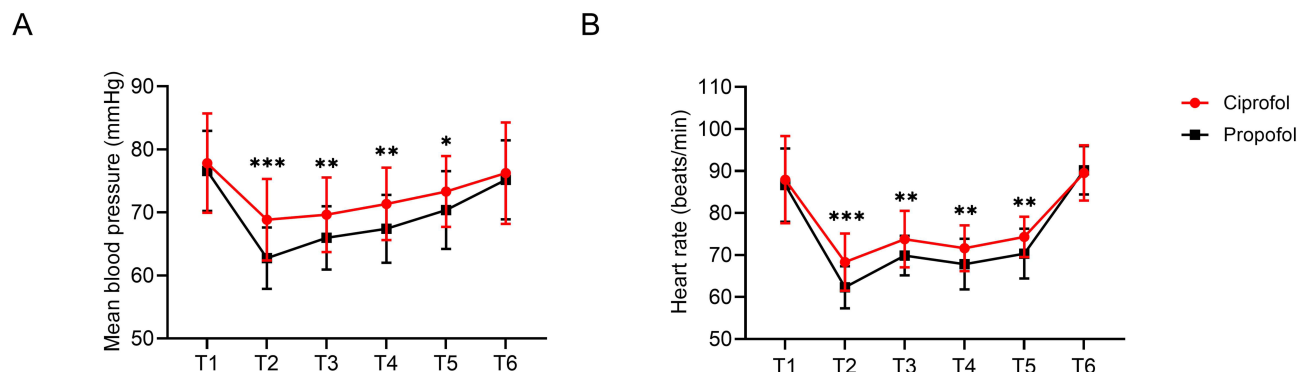 A
Mean blood pressure (mmHg)
90
80
70
60
50
*** ** ** *
T1 T2 T3 T4 T5 T6
B
Heart rate (beats/min)
110
100
90
80
70
60
50
*** ** ** **
T1 T2 T3 T4 T5 T6
Ciprofol
Propofol